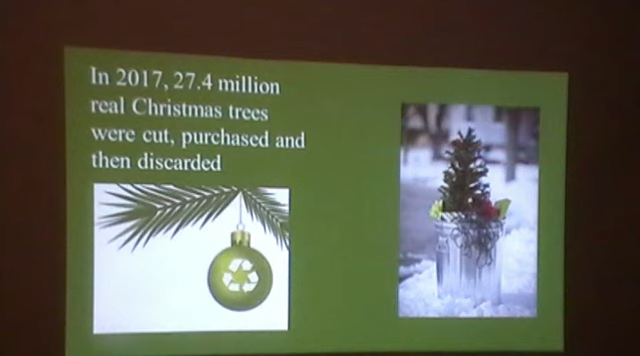 In 2017, 27.4 million
real Christmas trees
were cut, purchased and
then discarded